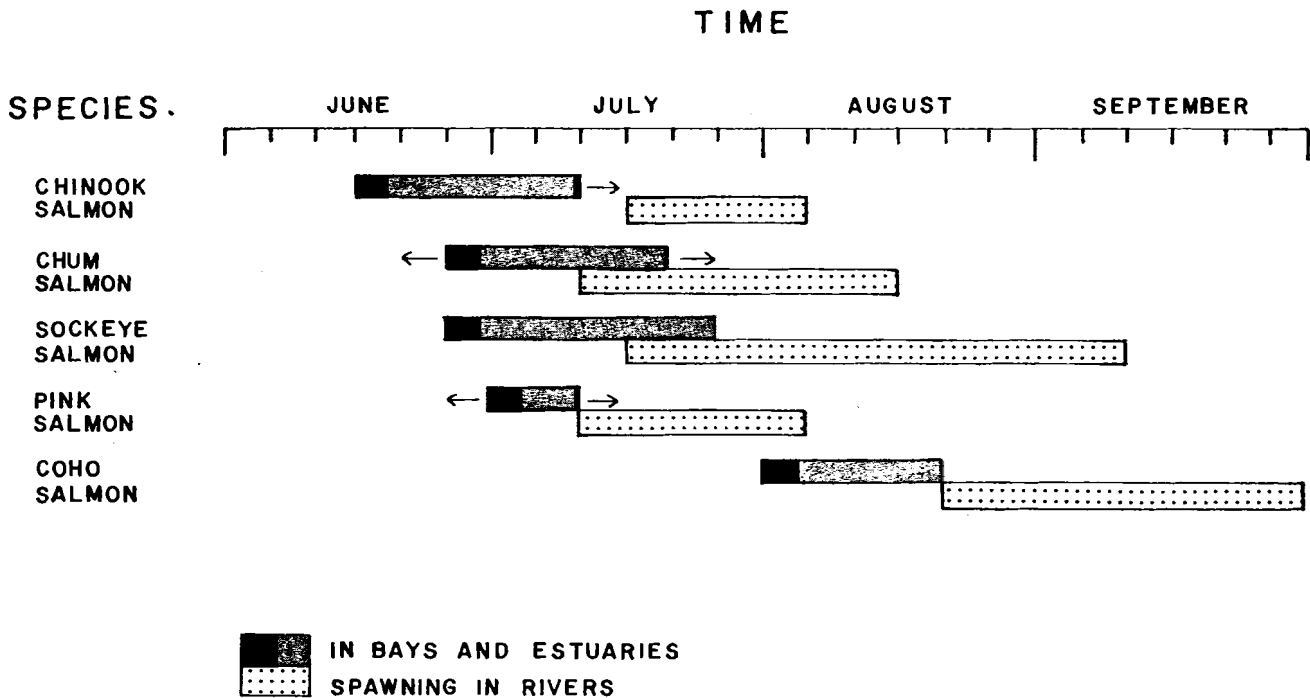 TIME
SPECIES.
JUNE JULY AUGUST SEPTEMBER
CHINOOK
SALMON
CHUM
SALMON
SOCKEYE
SALMON
PINK
SALMON
COHO
SALMON
IN BAYS AND ESTUARIES
SPAWNING IN RIVERS